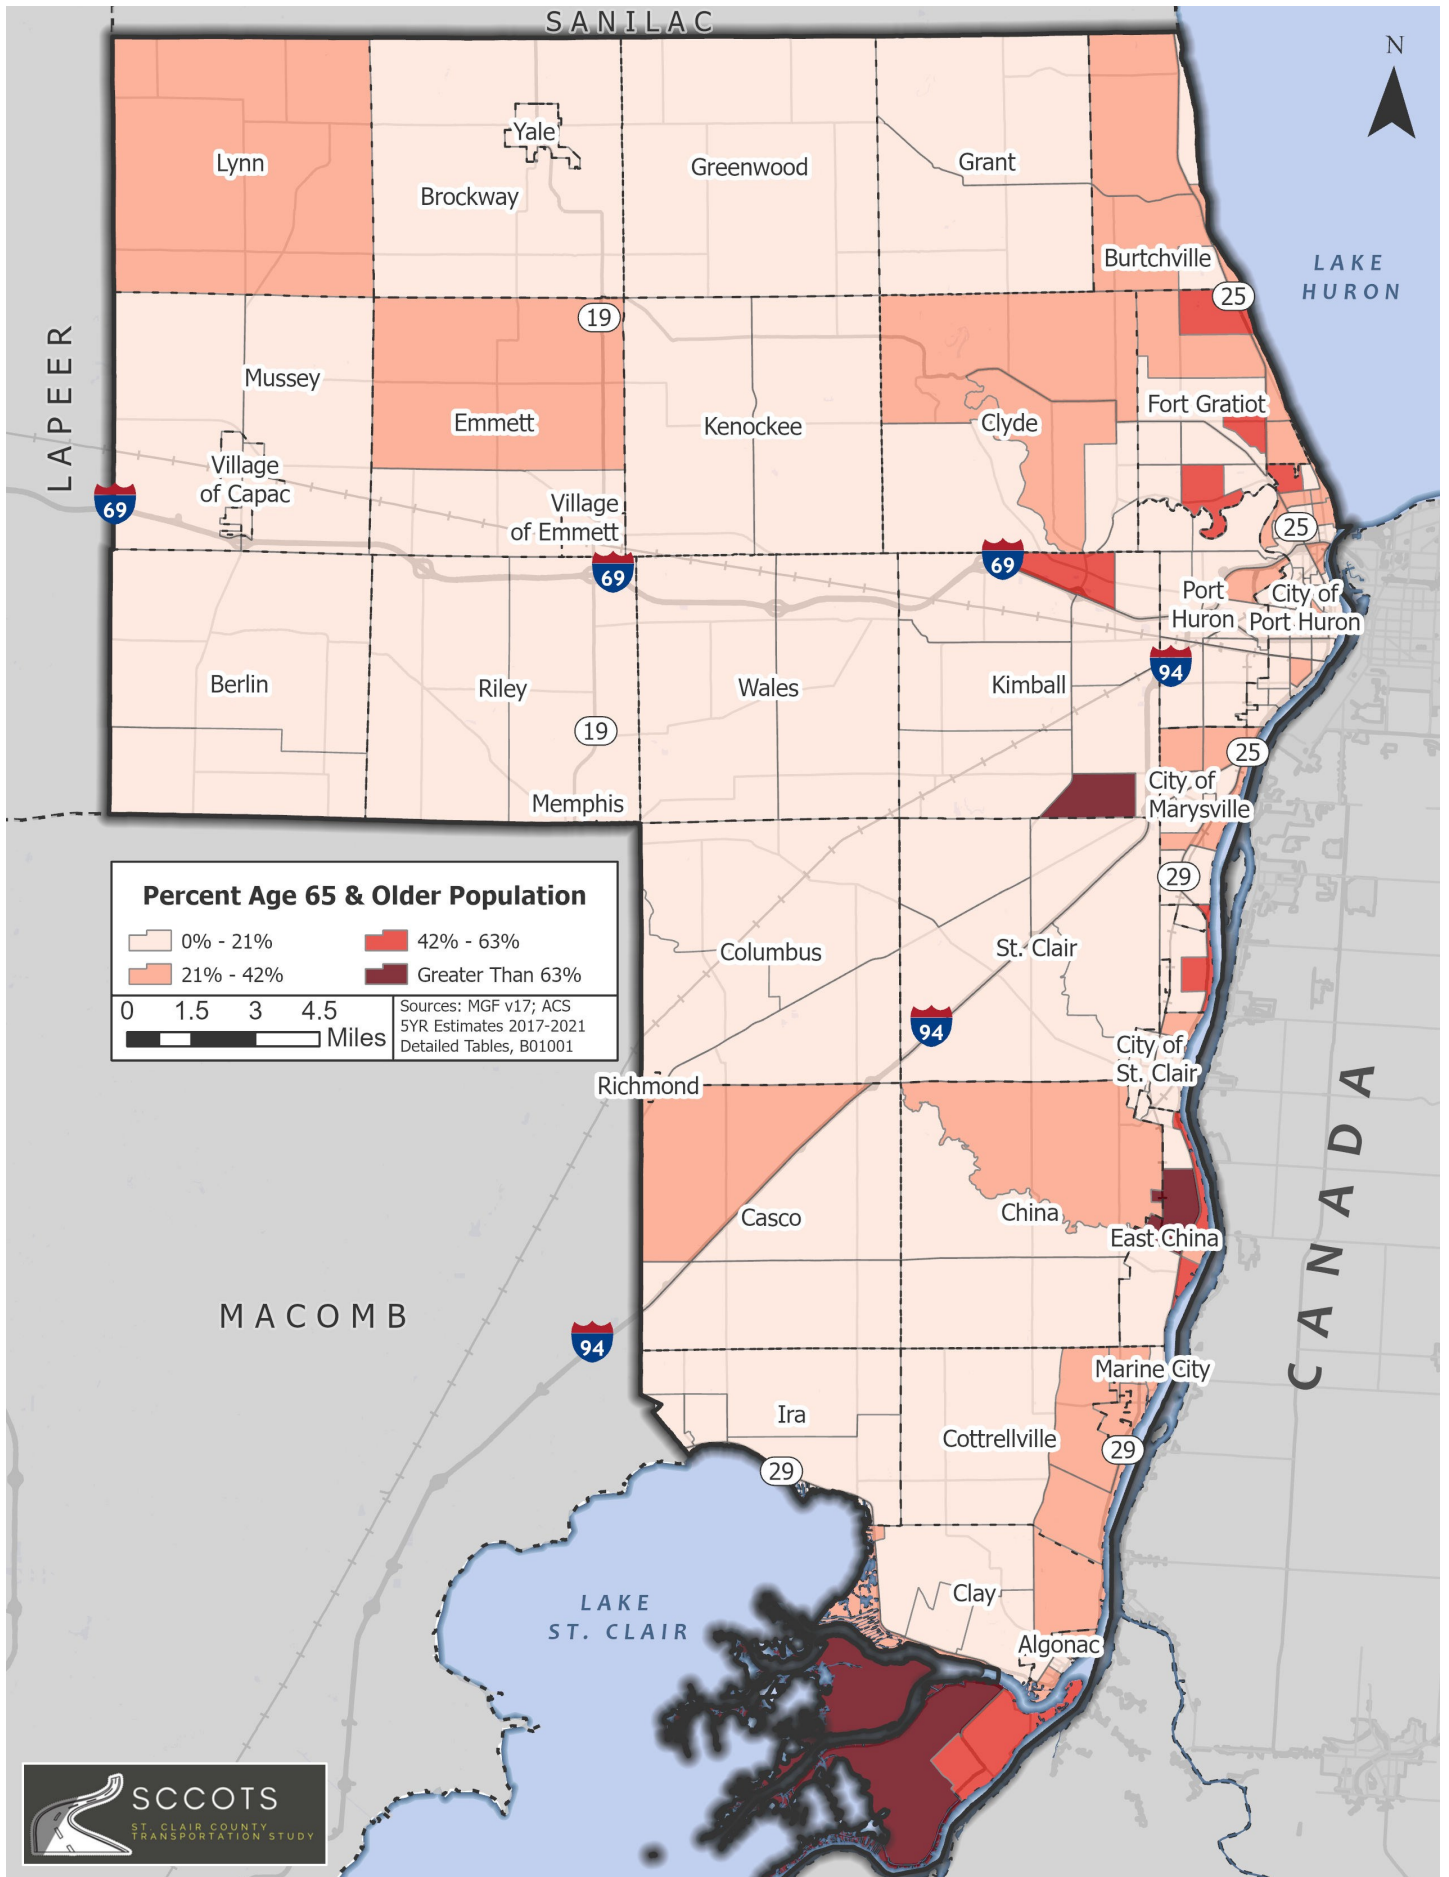 SANILAC
N
Yale
Lynn
Greenwood
Grant
Brockway
Burtchville
LAKE
HURON
25
19
LAPEER
Mussey
Emmett
Kenockee
Clyde
Fort Gratiot
Village
of Capac
69
Village
of Emmett
25
69
69
Port
Huron
City of
Port Huron
94
Berlin
Riley
Wales
Kimball
19
25
Memphis
City of
Marysville
29
Percent Age 65 & Older Population
0% - 21%
42% - 63%
21% - 42%
Greater Than 63%
0 1.5 3 4.5
Miles
Sources: MGF v17; ACS
5YR Estimates 2017-2021
Detailed Tables, B01001
Columbus
St. Clair
94
City of
St. Clair
Richmond
CANADA
Casco
China
East China
MACOMB
94
Marine City
Ira
Cottrellville
29
29
Clay
LAKE
ST. CLAIR
Algonac
SCCOTS
ST. CLAIR COUNTY
TRANSPORTATION STUDY